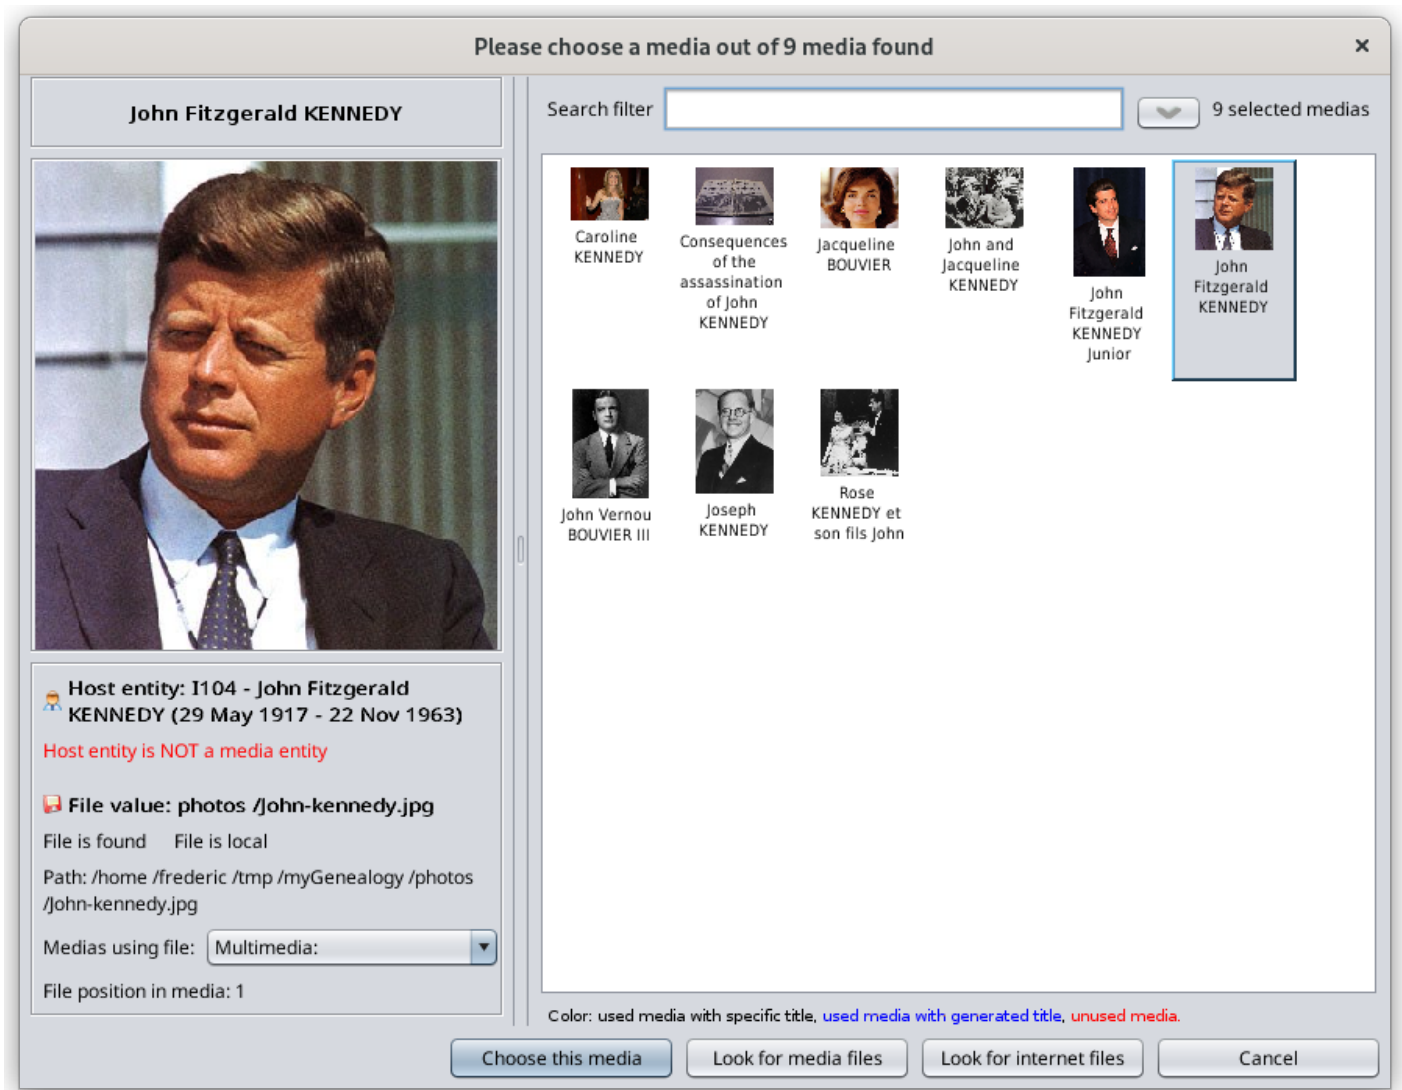 Please choose a media out of 9 media found
John Fitzgerald KENNEDY
Search filter
9 selected medias
Caroline
KENNEDY
Consequences
of the
assassination
of John
KENNEDY
Jacqueline
BOUVIER
John and
Jacqueline
KENNEDY
John
Fitzgerald
KENNEDY
Junior
John
Fitzgerald
KENNEDY
John Vernou
BOUVIER III
Joseph
KENNEDY
Rose
KENNEDY et
son fils John
Host entity: I104 - John Fitzgerald
KENNEDY (29 May 1917 - 22 Nov 1963)
Host entity is NOT a media entity
File value: photos /John-kennedy.jpg
File is found File is local
Path: /home /frederic /tmp /myGenealogy /photos
/John-kennedy.jpg
Medias using file: Multimedia:
File position in media: 1
Color: used media with specific title, used media with generated title, unused media.
Choose this media
Look for media files
Look for internet files
Cancel